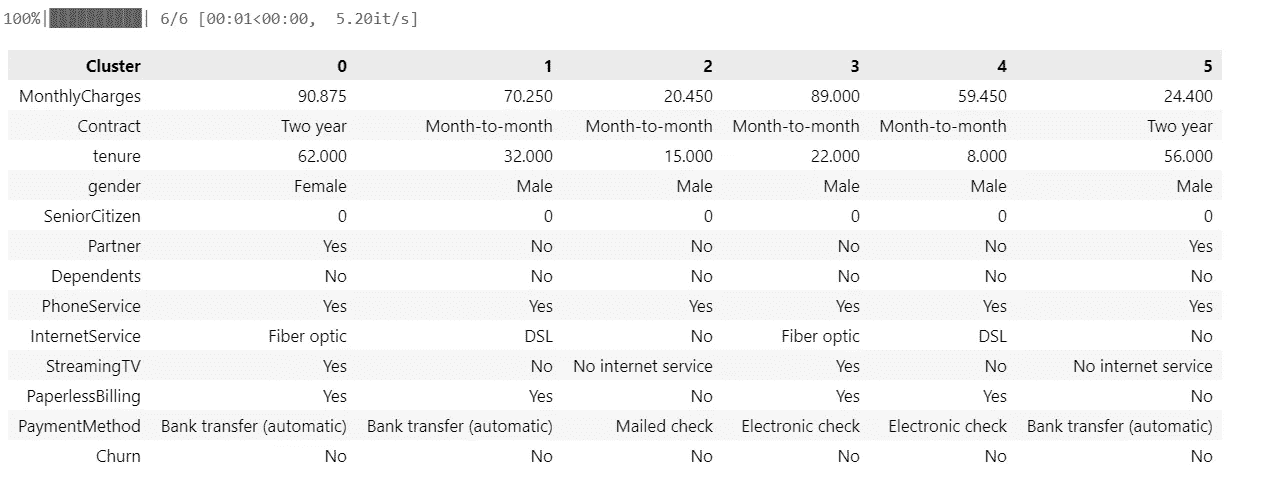 100%|██████████| 6/6 [00:01<00:00, 5.20it/s]
Cluster 0 1 2 3 4 5
MonthlyCharges 90.875 70.250 20.450 89.000 59.450 24.400
Contract Two year Month-to-month Month-to-month Month-to-month Month-to-month Two year
tenure 62.000 32.000 15.000 22.000 8.000 56.000
gender Female Male Male Male Male Male
SeniorCitizen 0 0 0 0 0 0
Partner Yes No No No No Yes
Dependents No No No No No No
PhoneService Yes Yes Yes Yes Yes Yes
InternetService Fiber optic DSL No Fiber optic DSL No
StreamingTV Yes No No internet service Yes No No internet service
PaperlessBilling Yes Yes No Yes Yes No
PaymentMethod Bank transfer (automatic) Bank transfer (automatic) Mailed check Electronic check Electronic check Bank transfer (automatic)
Churn No No No No No No